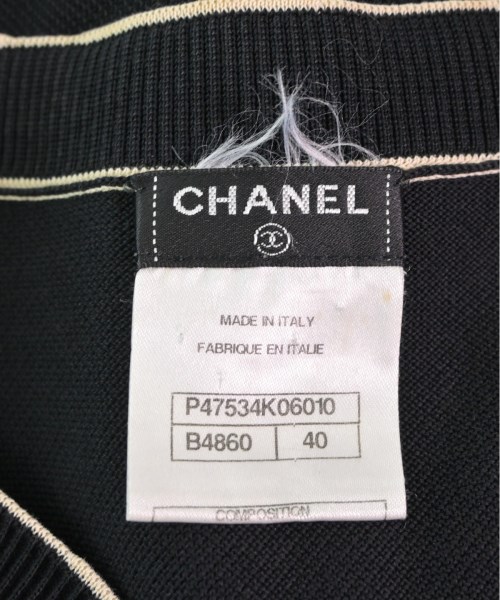 CHANEL
MADE IN ITALY
FABRIQUE EN ITALIE
P47534K06010
B4860 40
COMPOSITION